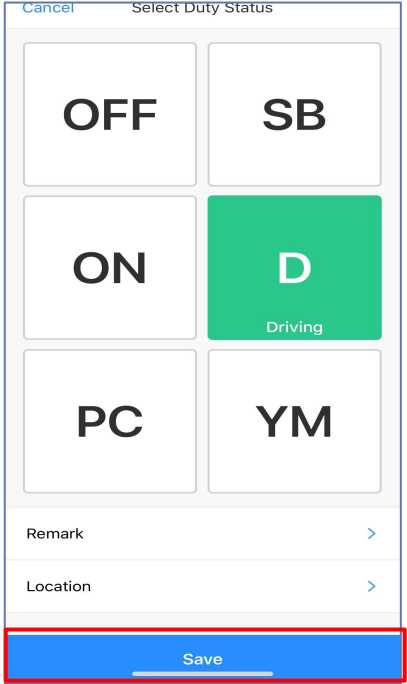 Cancel Select Duty Status
OFF SB
ON D
Driving
PC YM
Remark
Location
Save